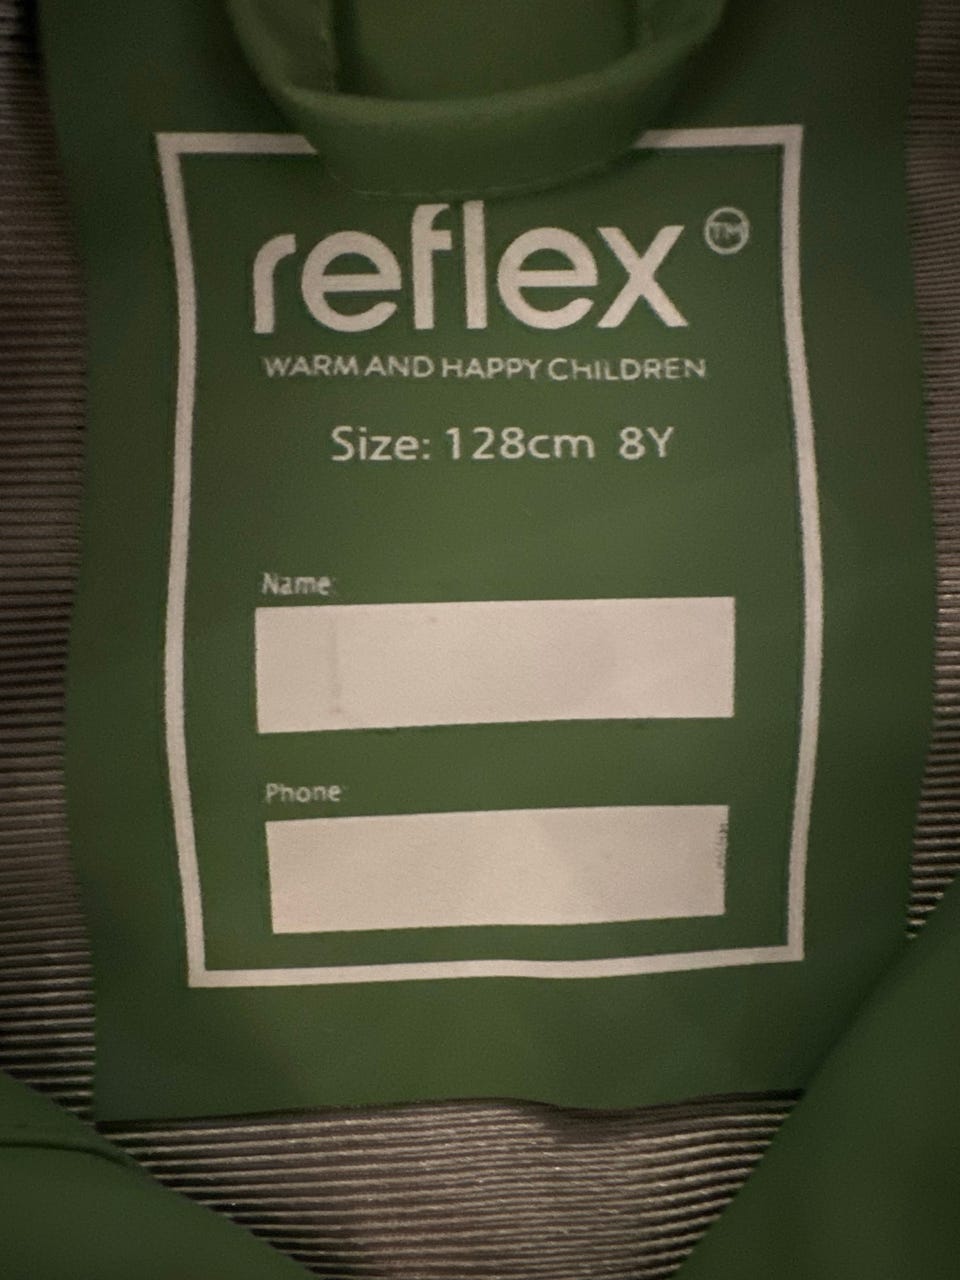 reflex TM
WARM AND HAPPY CHILDREN
Size: 128cm 8Y
Name:
Phone: